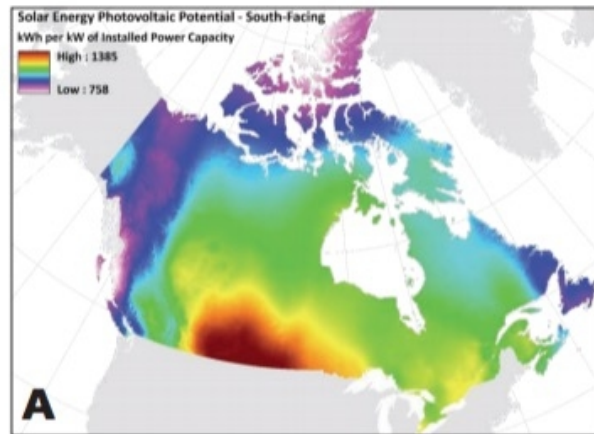 Solar Energy Photovoltaic Potential - South-Facing
kWh per kW of Installed Power Capacity
High : 1385
Low : 758
A